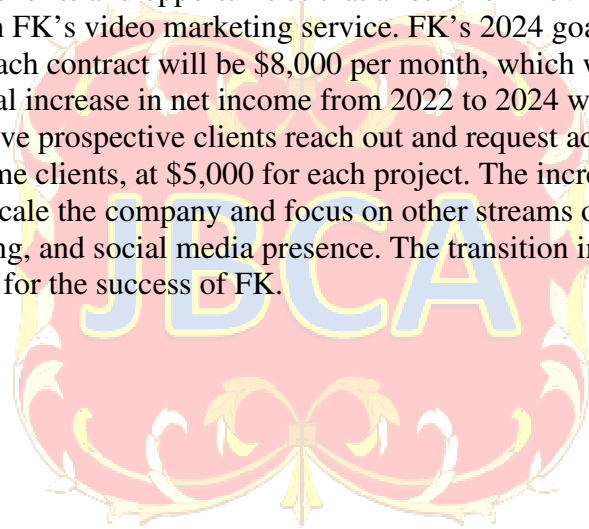 FK's video marketing service. FK's 2024 goa
ach contract will be $8,000 per month, which
al increase in net income from 2022 to 2024 w
ve prospective clients reach out and request
me clients, at $5,000 for each project. The incre
cale the company and focus on other streams
ng, and social media presence. The transition
for the success of FK.
JBCA